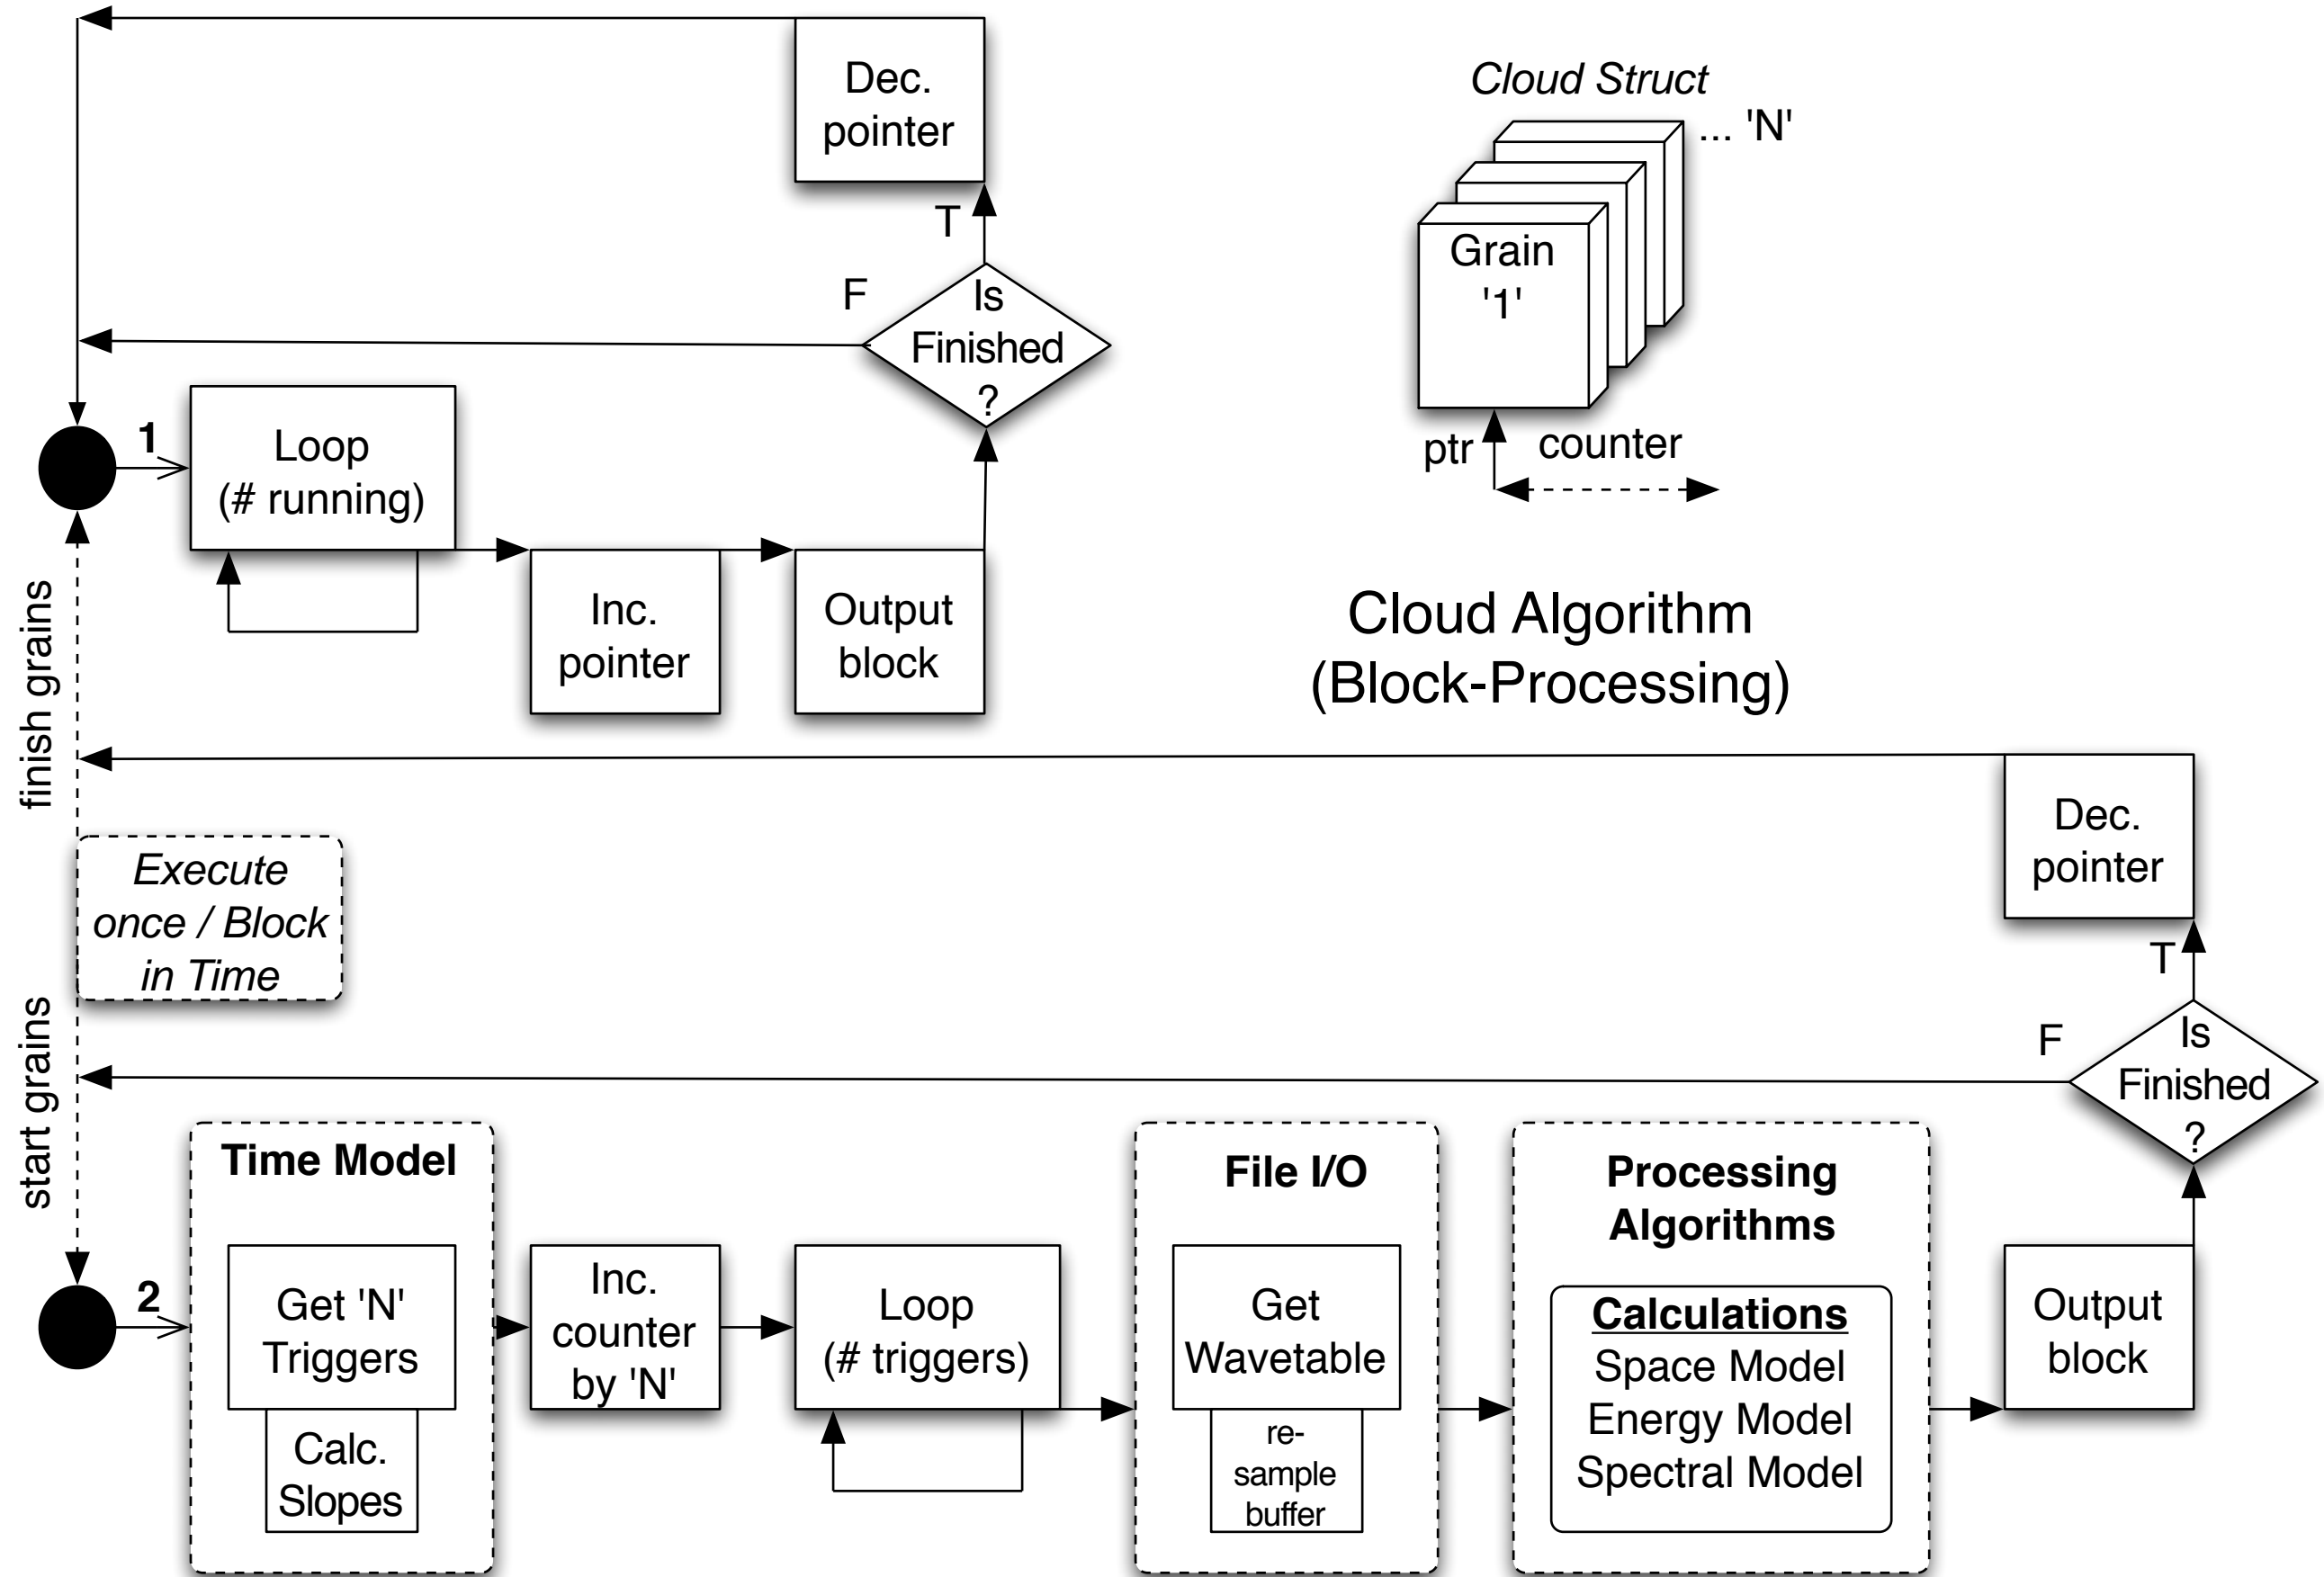 Dec.
pointer
T
F
Is
Finished
?
1
Loop
(# running)
Inc.
pointer
Output
block
Cloud Struct
... 'N'
Grain
'1'
ptr
counter
Cloud Algorithm
(Block-Processing)
finish grains
Execute
once / Block
in Time
start grains
Dec.
pointer
T
F
Is
Finished
?
2
Time Model
Get 'N'
Triggers
Calc.
Slopes
Inc.
counter
by 'N'
Loop
(# triggers)
File I/O
Get
Wavetable
re-
sample
buffer
Processing
Algorithms
Calculations
Space Model
Energy Model
Spectral Model
Output
block